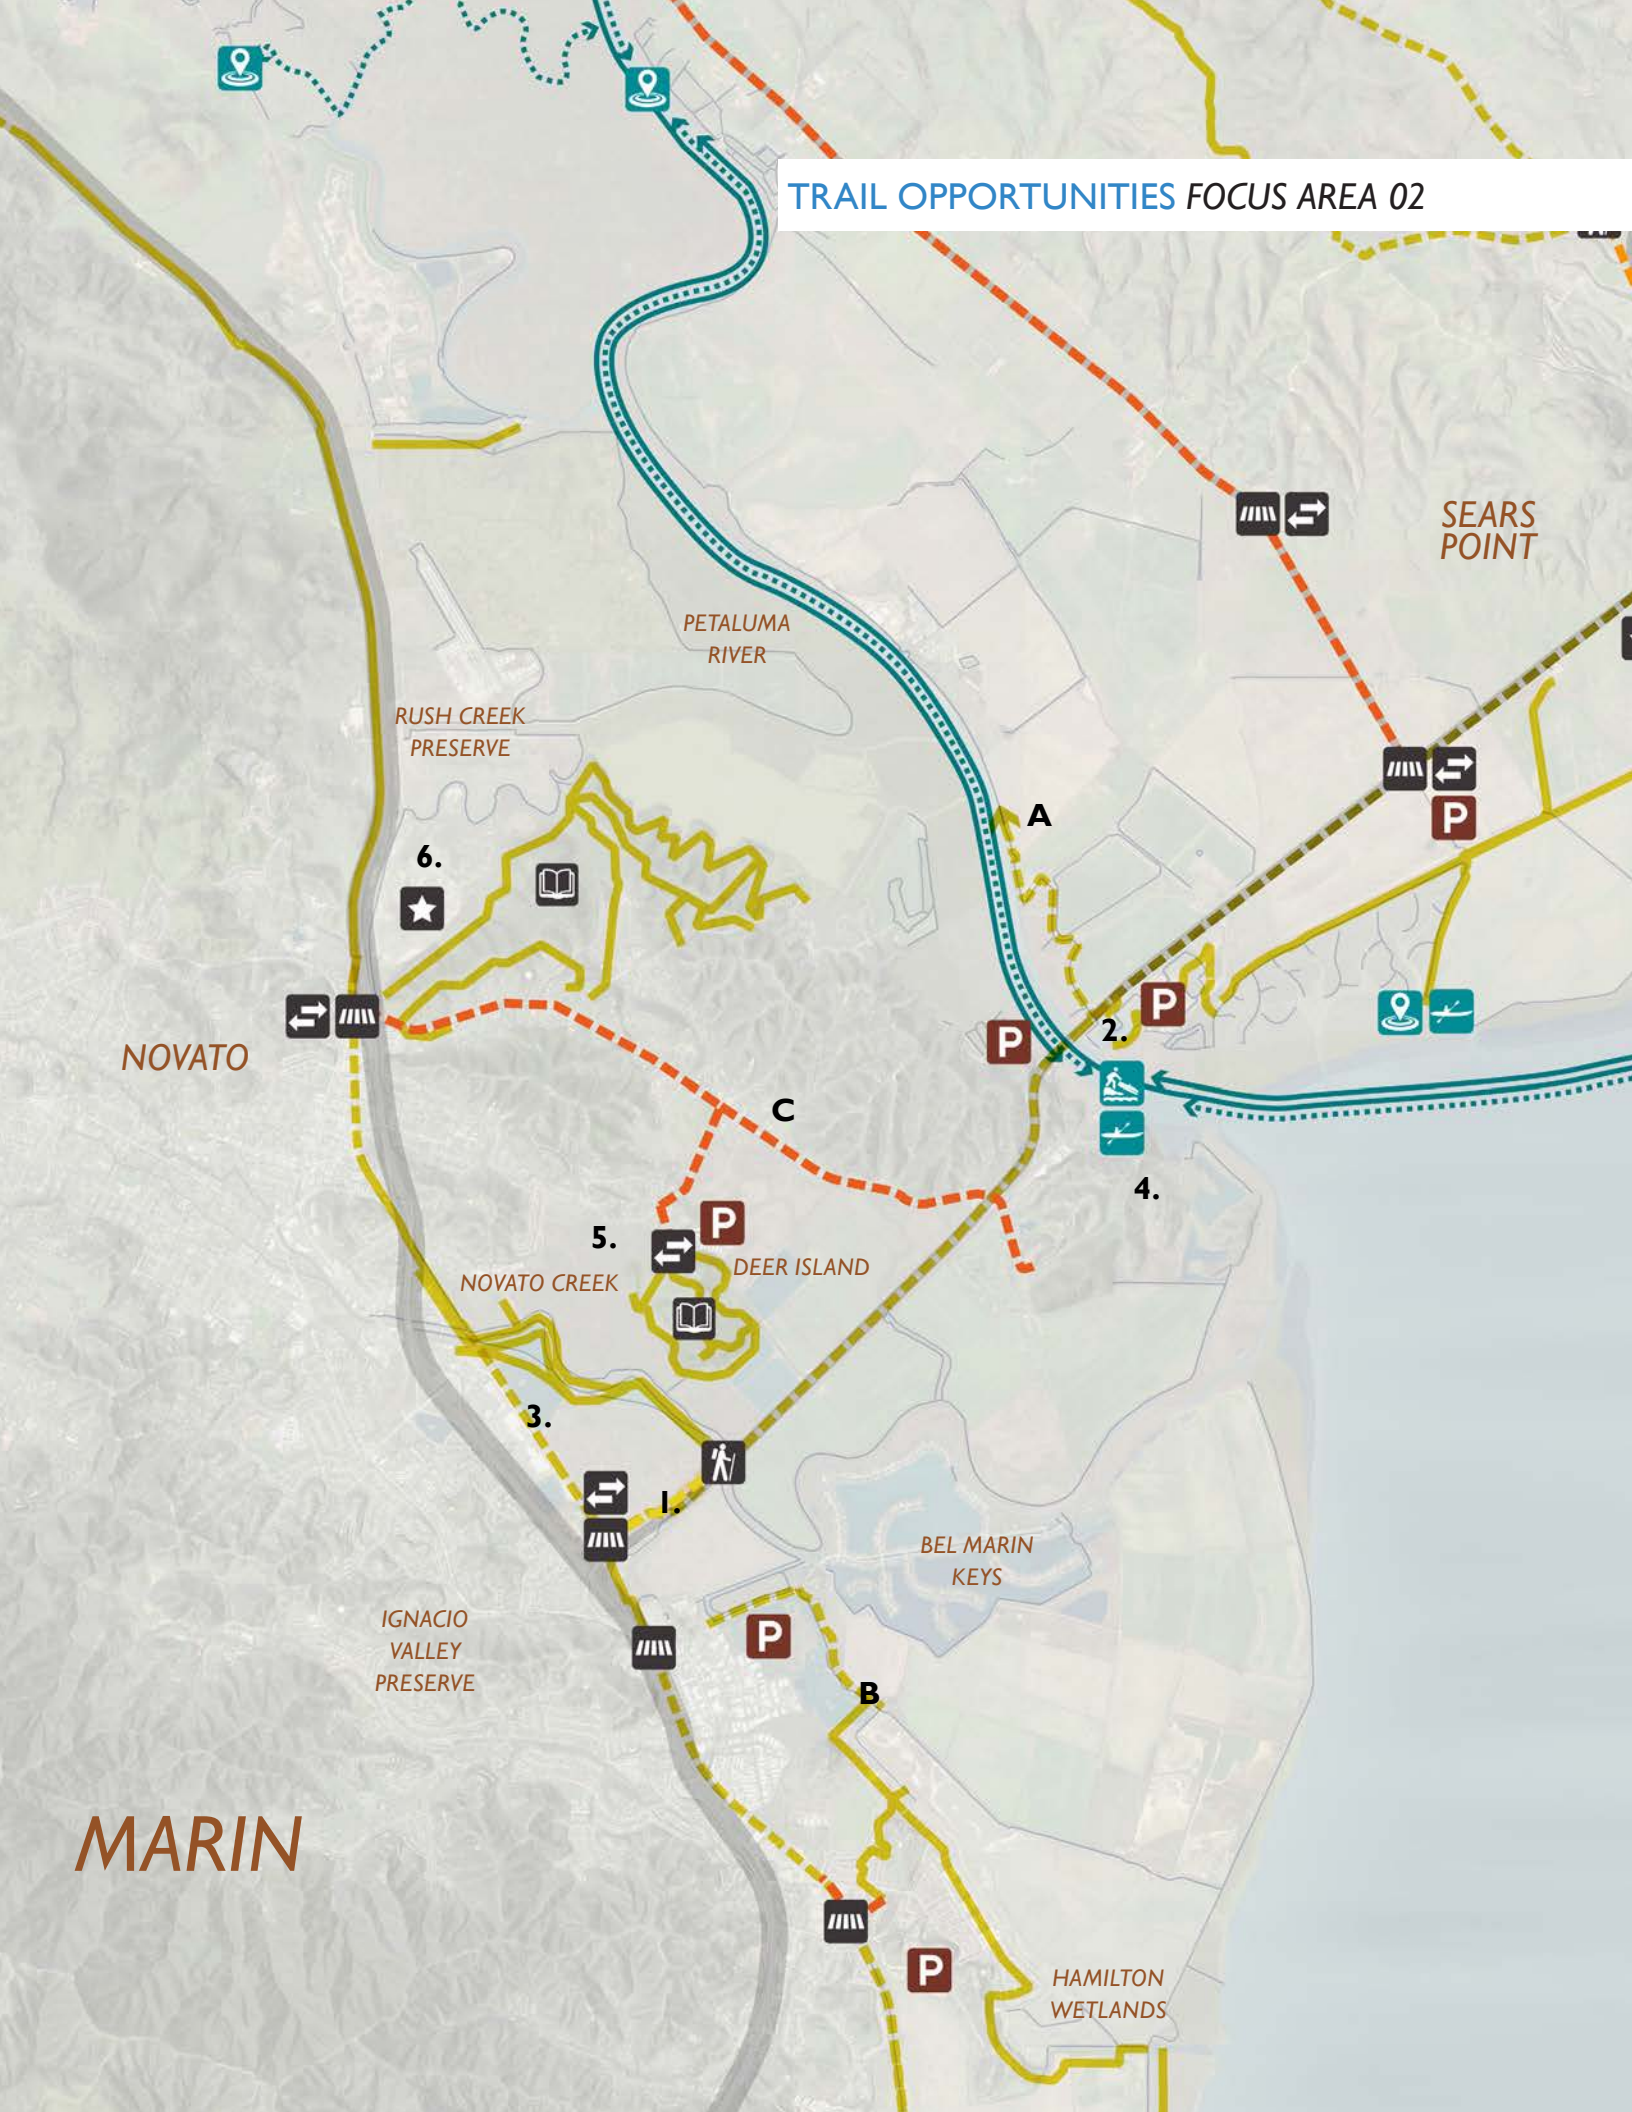 TRAIL OPPORTUNITIES FOCUS AREA 02
SEARS
POINT
PETALUMA
RIVER
RUSH CREEK
PRESERVE
A
P
6.
P
2.
P
NOVATO
C
4.
P
5.
DEER ISLAND
NOVATO CREEK
3.
1.
BEL MARIN
KEYS
IGNACIO
VALLEY
PRESERVE
P
B
MARIN
P
HAMILTON
WETLANDS